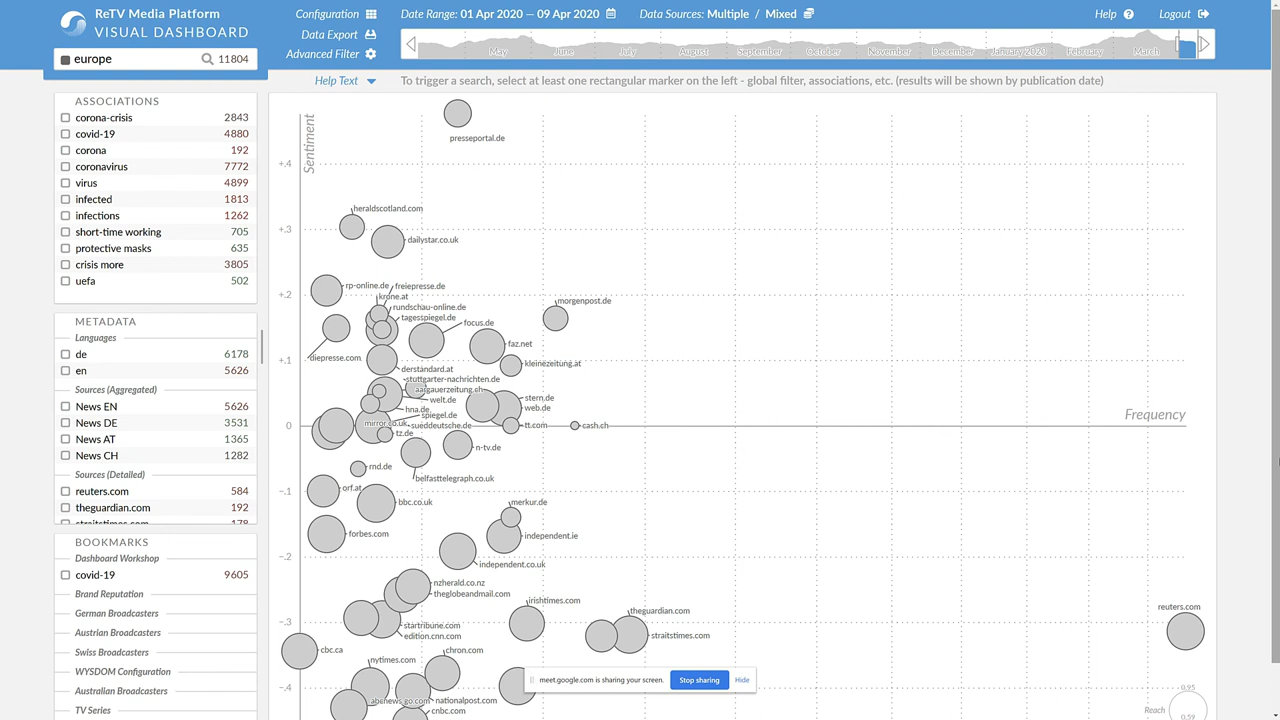 ReTV Media Platform
VISUAL DASHBOARD
Configuration
Data Export
Advanced Filter
Date Range: 01 Apr 2020 — 09 Apr 2020
Data Sources: Multiple / Mixed
Help
Logout
europe 11804
May June July August September October November December January 2020 February March
Help Text
To trigger a search, select at least one rectangular marker on the left - global filter, associations, etc. (results will be shown by publication date)
ASSOCIATIONS
corona-crisis 2843
covid-19 4880
corona 192
coronavirus 7772
virus 4899
infected 1813
infections 1262
short-time working 705
protective masks 635
crisis more 3805
uefa 502
METADATA
Languages
de 6178
en 5626
Sources (Aggregated)
News EN 5626
News DE 3531
News AT 1365
News CH 1282
Sources (Detailed)
reuters.com 584
theguardian.com 192
straitstimes.com 178
BOOKMARKS
Dashboard Workshop
covid-19 9605
Brand Reputation
German Broadcasters
Austrian Broadcasters
Swiss Broadcasters
WYSDOM Configuration
Australian Broadcasters
TV Series
Sentiment
presseportal.de
+.4
heraldscotland.com
+.3
dailystar.co.uk
rp-online.de
freiepresse.de
+.2
krone.at
morgenpost.de
rundschau-online.de
tagesspiegel.de
focus.de
faz.net
diepresse.com
+.1
kleinezeitung.at
derstandard.at
stuttgarter-nachrichten.de
aargauerzeitung.ch
welt.de
stern.de
web.de
hna.de
spiegel.de
Frequency
0
mirror.co.uk
sueddeutsche.de
tt.com
cash.ch
tz.de
n-tv.de
rnd.de
belfasttelegraph.co.uk
orf.at
-.1
bbc.co.uk
merkur.de
forbes.com
independent.ie
-.2
independent.co.uk
nzherald.co.nz
theglobeandmail.com
irishtimes.com
reuters.com
theguardian.com
-.3
startribune.com
edition.cnn.com
straitstimes.com
cbc.ca
nytimes.com
chron.com
meet.google.com is sharing your screen.
Stop sharing
Hide
-.4
abcnews.go.com
nationalpost.com
cnbc.com
0.95
Reach
0.59